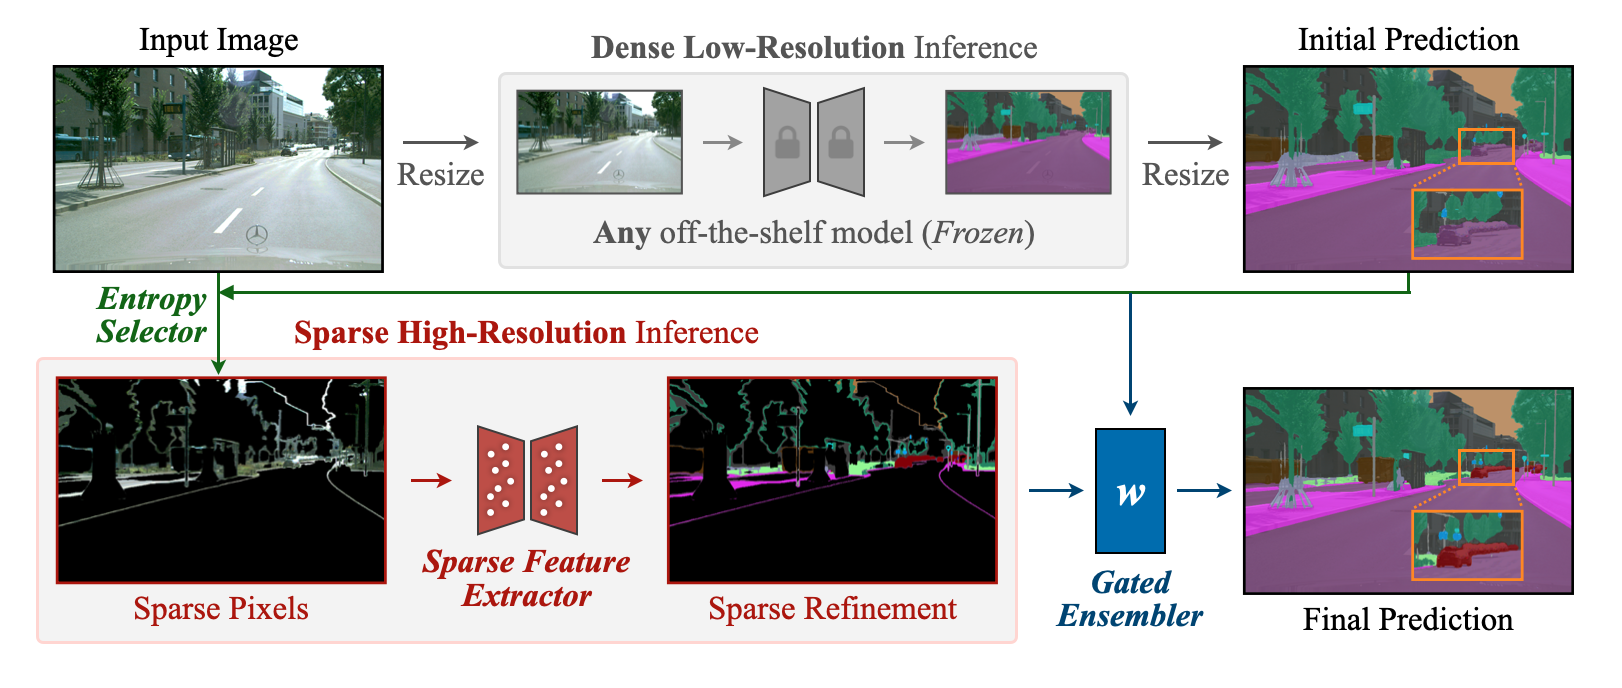 Input Image
Dense Low-Resolution Inference
Initial Prediction
Resize
Resize
Any off-the-shelf model (Frozen)
Entropy
Selector
Sparse High-Resolution Inference
w
Sparse Feature
Extractor
Gated
Ensembler
Sparse Pixels
Sparse Refinement
Final Prediction